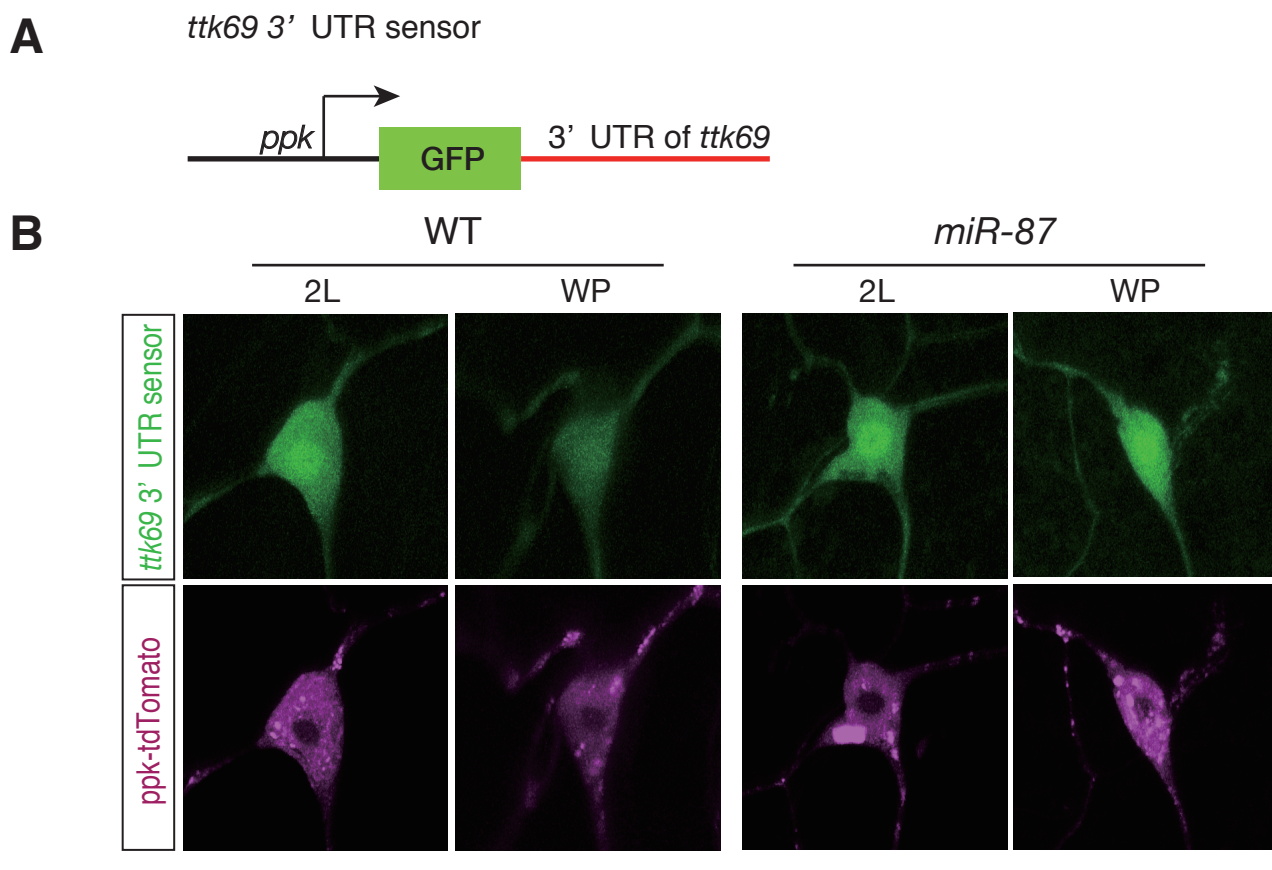 A
ttk69 3’ UTR sensor
ppk
GFP
3’ UTR of ttk69
B
WT
miR-87
2L
WP
2L
WP
ttk69 3’ UTR sensor
ppk-tdTomato